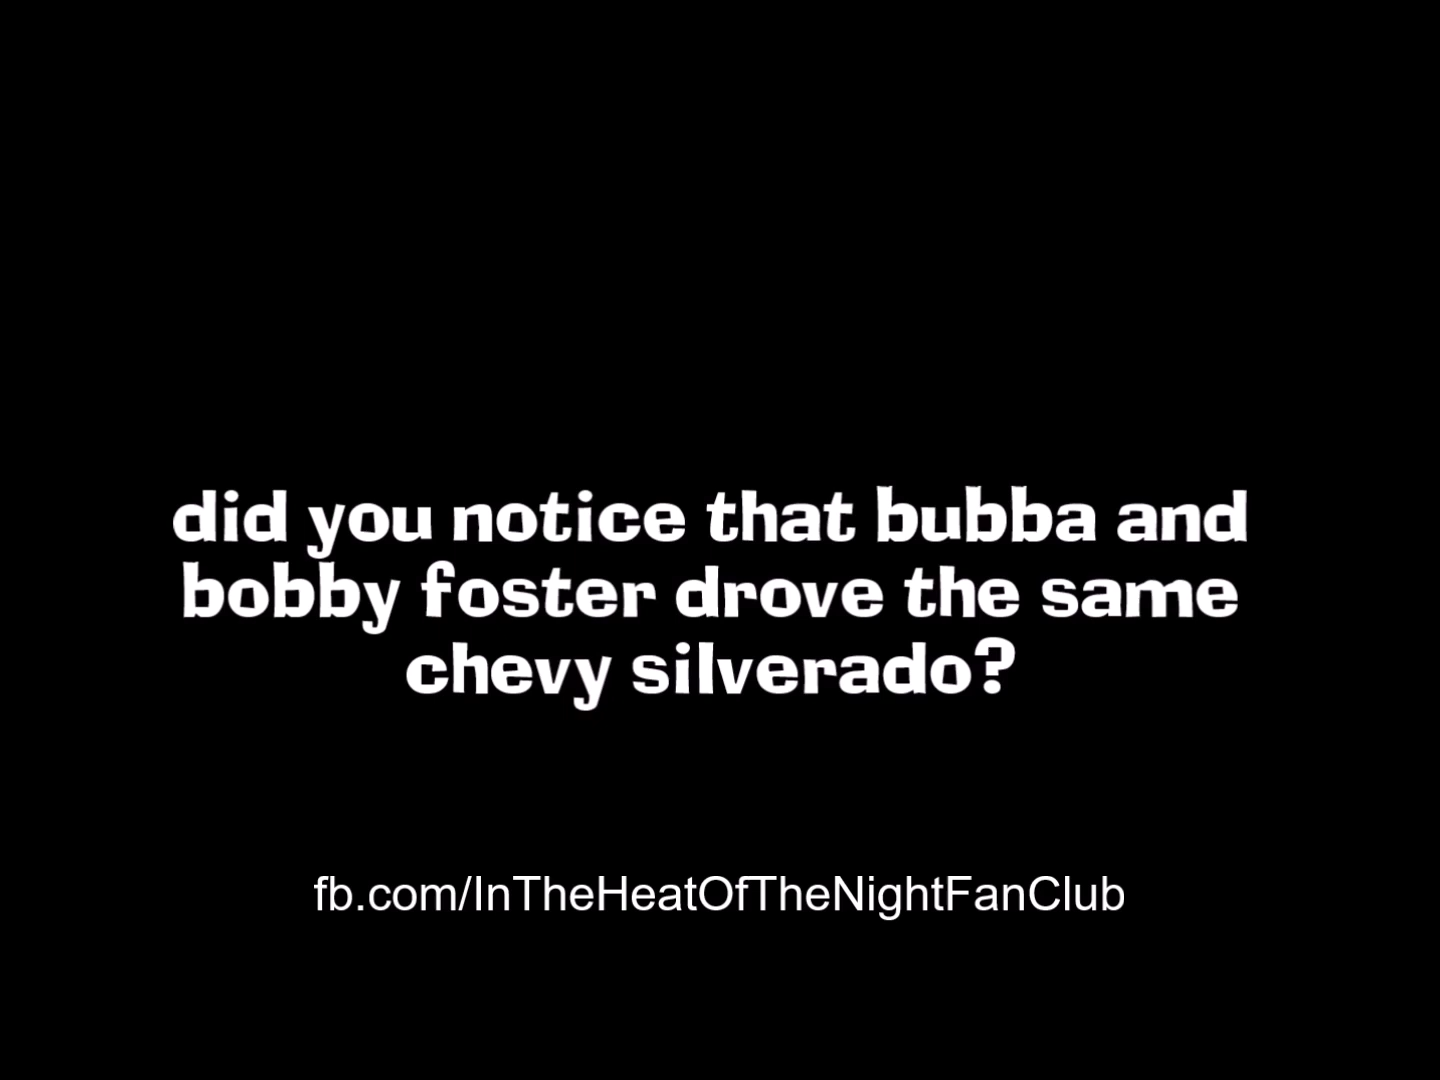 did you notice that bubba and
bobby foster drove the same
chevy silverado?
fb.com/InTheHeatOfTheNightFanClub